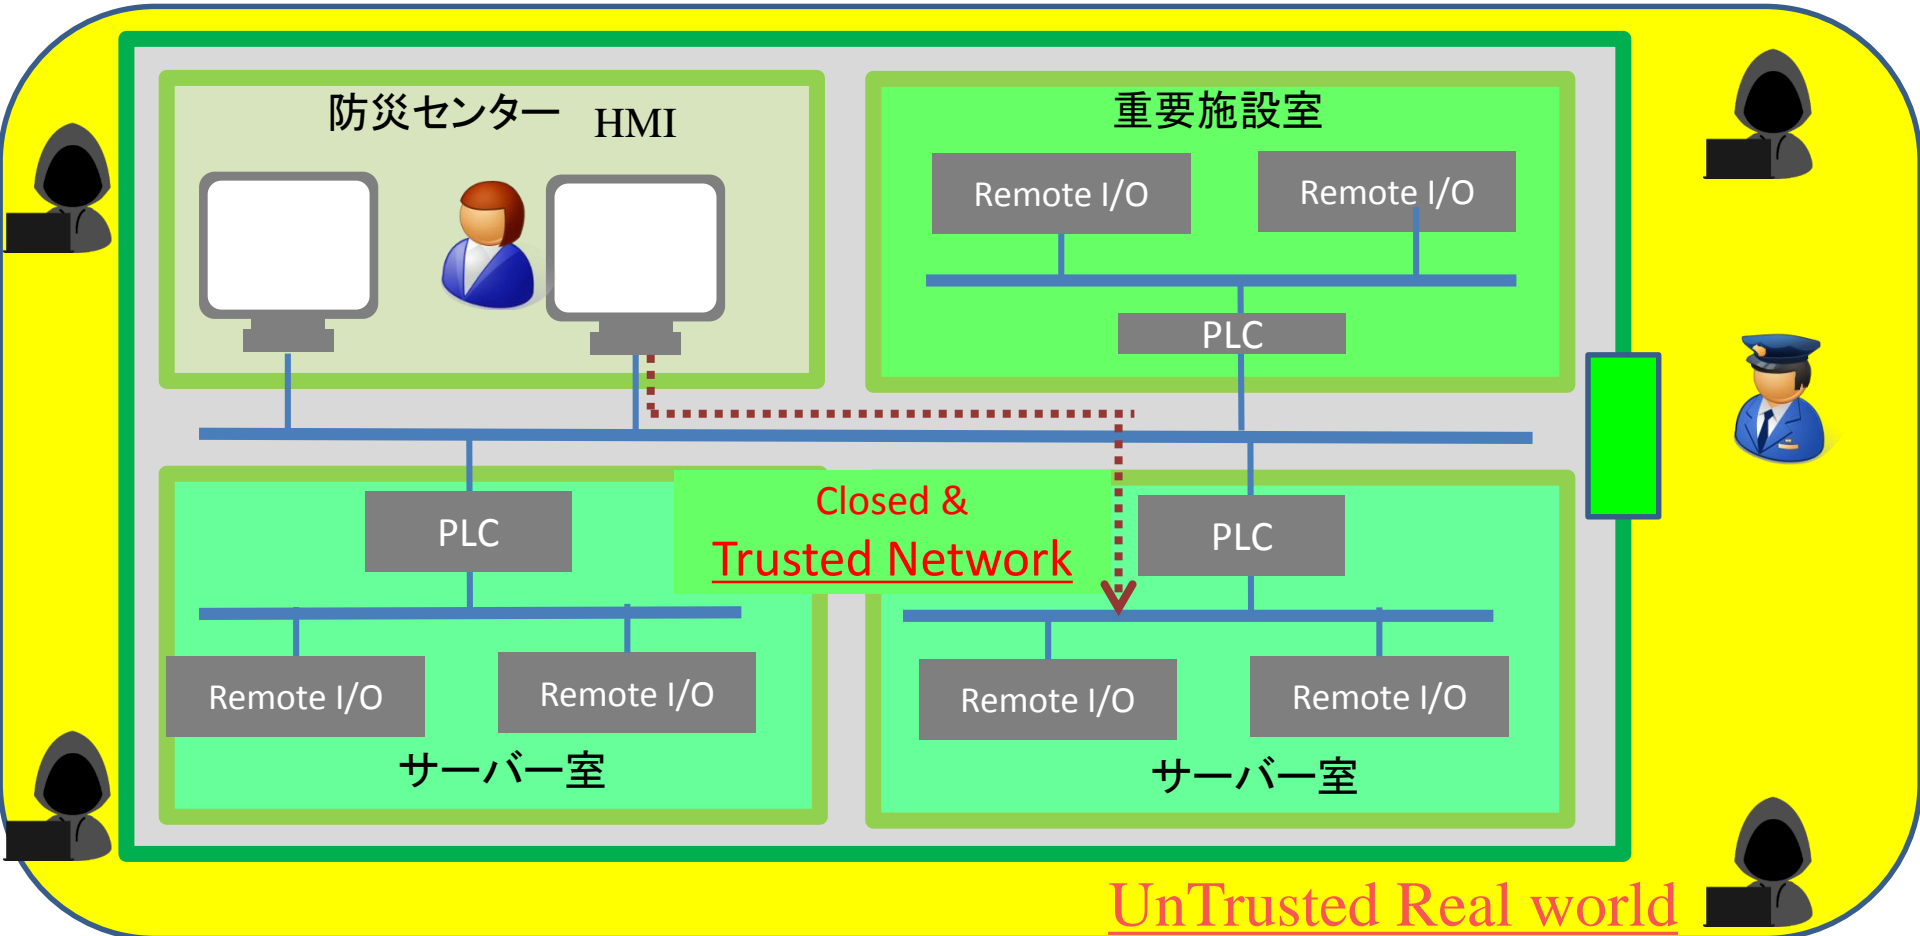 防災センター HMI
重要施設室
Remote I/O
Remote I/O
PLC
PLC
Closed &
Trusted Network
PLC
Remote I/O
Remote I/O
Remote I/O
Remote I/O
サーバー室
サーバー室
UnTrusted Real world